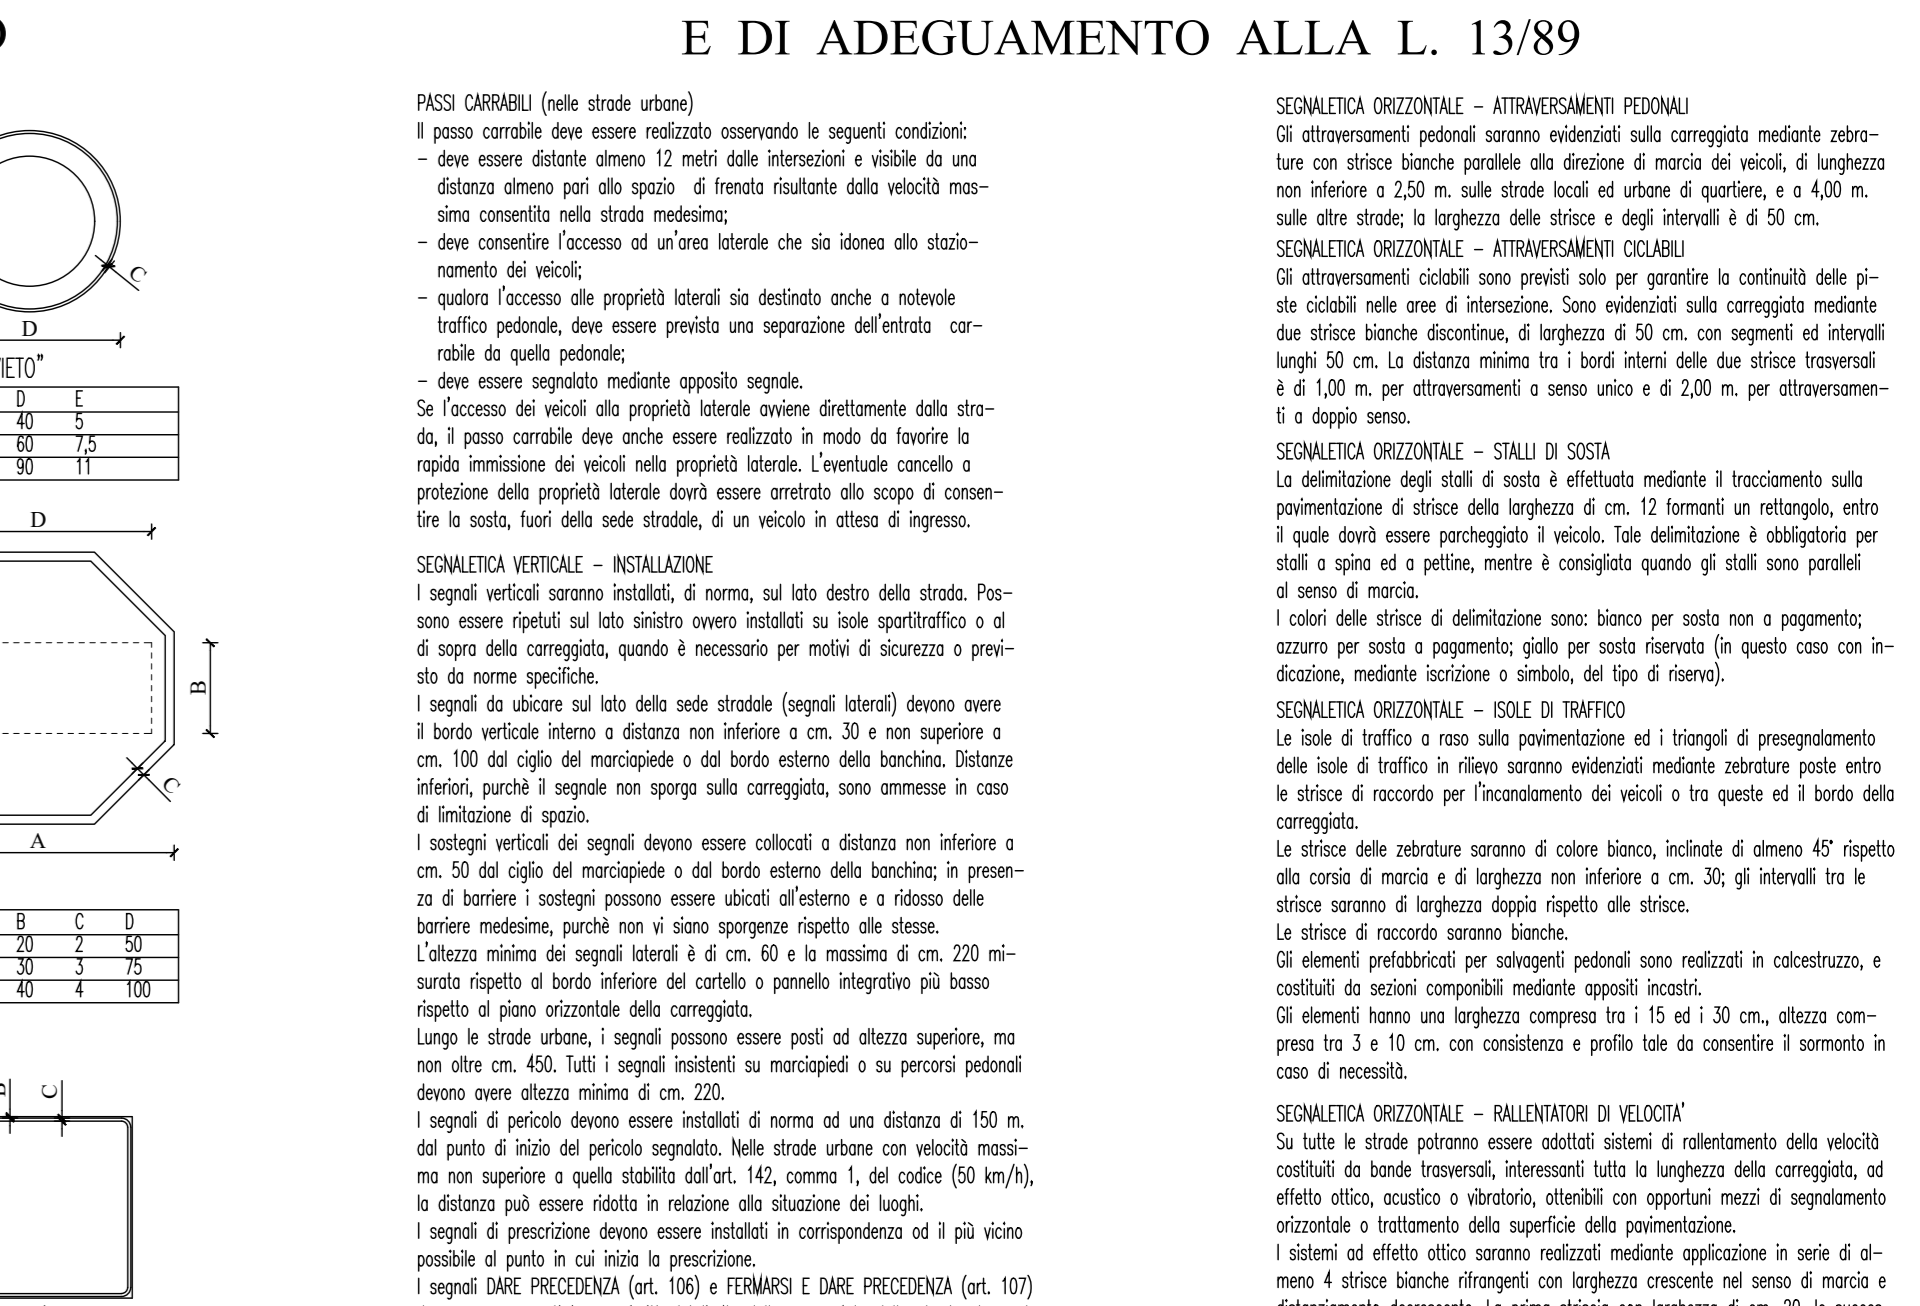 E DI ADEGUAMENTO ALLA L. 13/89
C
D
D E
40 5
60 7,5
90 11
D
B
C
A
B C D
20 2 50
30 3 75
40 4 100
C
PASSI CARRABILI (nelle strade urbane)
Il passo carrabile deve essere realizzato osservando le seguenti condizioni:
– deve essere distante almeno 12 metri dalle intersezioni e visibile da una
distanza almeno pari allo spazio di frenata risultante dalla velocità mas–
sima consentita nella strada medesima;
– deve consentire l'accesso ad un'area laterale che sia idonea allo stazio–
namento dei veicoli;
– qualora l'accesso alle proprietà laterali sia destinato anche a notevole
traffico pedonale, deve essere prevista una separazione dell'entrata car–
rabile da quella pedonale;
– deve essere segnalato mediante apposito segnale.
Se l'accesso dei veicoli alla proprietà laterale avviene direttamente dalla stra–
da, il passo carrabile deve anche essere realizzato in modo da favorire la
rapida immissione dei veicoli nella proprietà laterale. L'eventuale cancello a
protezione della proprietà laterale dovrà essere arretrato allo scopo di consen–
tire la sosta, fuori della sede stradale, di un veicolo in attesa di ingresso.
SEGNALETICA VERTICALE – INSTALLAZIONE
I segnali verticali saranno installati, di norma, sul lato destro della strada. Pos–
sono essere ripetuti sul lato sinistro ovvero installati su isole spartitraffico o al
di sopra della carreggiata, quando è necessario per motivi di sicurezza o previ–
sto da norme specifiche.
I segnali da ubicare sul lato della sede stradale (segnali laterali) devono avere
il bordo verticale interno a distanza non inferiore a cm. 30 e non superiore a
cm. 100 dal ciglio del marciapiede o dal bordo esterno della banchina. Distanze
inferiori, purchè il segnale non sporga sulla carreggiata, sono ammesse in caso
di limitazione di spazio.
I sostegni verticali dei segnali devono essere collocati a distanza non inferiore a
cm. 50 dal ciglio del marciapiede o dal bordo esterno della banchina; in presen–
za di barriere i sostegni possono essere ubicati all'esterno e a ridosso delle
barriere medesime, purchè non vi siano sporgenze rispetto alle stesse.
L'altezza minima dei segnali laterali è di cm. 60 e la massima di cm. 220 mi–
surata rispetto al bordo inferiore del cartello o pannello integrativo più basso
rispetto al piano orizzontale della carreggiata.
Lungo le strade urbane, i segnali possono essere posti ad altezza superiore, ma
non oltre cm. 450. Tutti i segnali insistenti su marciapiedi o su percorsi pedonali
devono avere altezza minima di cm. 220.
I segnali di pericolo devono essere installati di norma ad una distanza di 150 m.
dal punto di inizio del pericolo segnalato. Nelle strade urbane con velocità massi–
ma non superiore a quella stabilita dall'art. 142, comma 1, del codice (50 km/h),
la distanza può essere ridotta in relazione alla situazione dei luoghi.
I segnali di prescrizione devono essere installati in corrispondenza od il più vicino
possibile al punto in cui inizia la prescrizione.
I segnali DARE PRECEDENZA (art. 106) e FERMARSI E DARE PRECEDENZA (art. 107)
SEGNALETICA ORIZZONTALE – ATTRAVERSAMENTI PEDONALI
Gli attraversamenti pedonali saranno evidenziati sulla carreggiata mediante zebra–
ture con strisce bianche parallele alla direzione di marcia dei veicoli, di lunghezza
non inferiore a 2,50 m. sulle strade locali ed urbane di quartiere, e a 4,00 m.
sulle altre strade; la larghezza delle strisce e degli intervalli è di 50 cm.
SEGNALETICA ORIZZONTALE – ATTRAVERSAMENTI CICLABILI
Gli attraversamenti ciclabili sono previsti solo per garantire la continuità delle pi–
ste ciclabili nelle aree di intersezione. Sono evidenziati sulla carreggiata mediante
due strisce bianche discontinue, di larghezza di 50 cm. con segmenti ed intervalli
lunghi 50 cm. La distanza minima tra i bordi interni delle due strisce trasversali
è di 1,00 m. per attraversamenti a senso unico e di 2,00 m. per attraversamen–
ti a doppio senso.
SEGNALETICA ORIZZONTALE – STALLI DI SOSTA
La delimitazione degli stalli di sosta è effettuata mediante il tracciamento sulla
pavimentazione di strisce della larghezza di cm. 12 formanti un rettangolo, entro
il quale dovrà essere parcheggiato il veicolo. Tale delimitazione è obbligatoria per
stalli a spina ed a pettine, mentre è consigliata quando gli stalli sono paralleli
al senso di marcia.
I colori delle strisce di delimitazione sono: bianco per sosta non a pagamento;
azzurro per sosta a pagamento; giallo per sosta riservata (in questo caso con in–
dicazione, mediante iscrizione o simbolo, del tipo di riserva).
SEGNALETICA ORIZZONTALE – ISOLE DI TRAFFICO
Le isole di traffico a raso sulla pavimentazione ed i triangoli di presegnalamento
delle isole di traffico in rilievo saranno evidenziati mediante zebrature poste entro
le strisce di raccordo per l'incanalamento dei veicoli o tra queste ed il bordo della
carreggiata.
Le strisce delle zebrature saranno di colore bianco, inclinate di almeno 45° rispetto
alla corsia di marcia e di larghezza non inferiore a cm. 30; gli intervalli tra le
strisce saranno di larghezza doppia rispetto alle strisce.
Le strisce di raccordo saranno bianche.
Gli elementi prefabbricati per salvagenti pedonali sono realizzati in calcestruzzo, e
costituiti da sezioni componibili mediante appositi incastri.
Gli elementi hanno una larghezza compresa tra i 15 ed i 30 cm., altezza com–
presa tra 3 e 10 cm. con consistenza e profilo tale da consentire il sormonto in
caso di necessità.
SEGNALETICA ORIZZONTALE – RALLENTATORI DI VELOCITA'
Su tutte le strade potranno essere adottati sistemi di rallentamento della velocità
costituiti da bande trasversali, interessanti tutta la lunghezza della carreggiata, ad
effetto ottico, acustico o vibratorio, ottenibili con opportuni mezzi di segnalamento
orizzontale o trattamento della superficie della pavimentazione.
I sistemi ad effetto ottico saranno realizzati mediante applicazione in serie di al–
meno 4 strisce bianche rifrangenti con larghezza crescente nel senso di marcia e